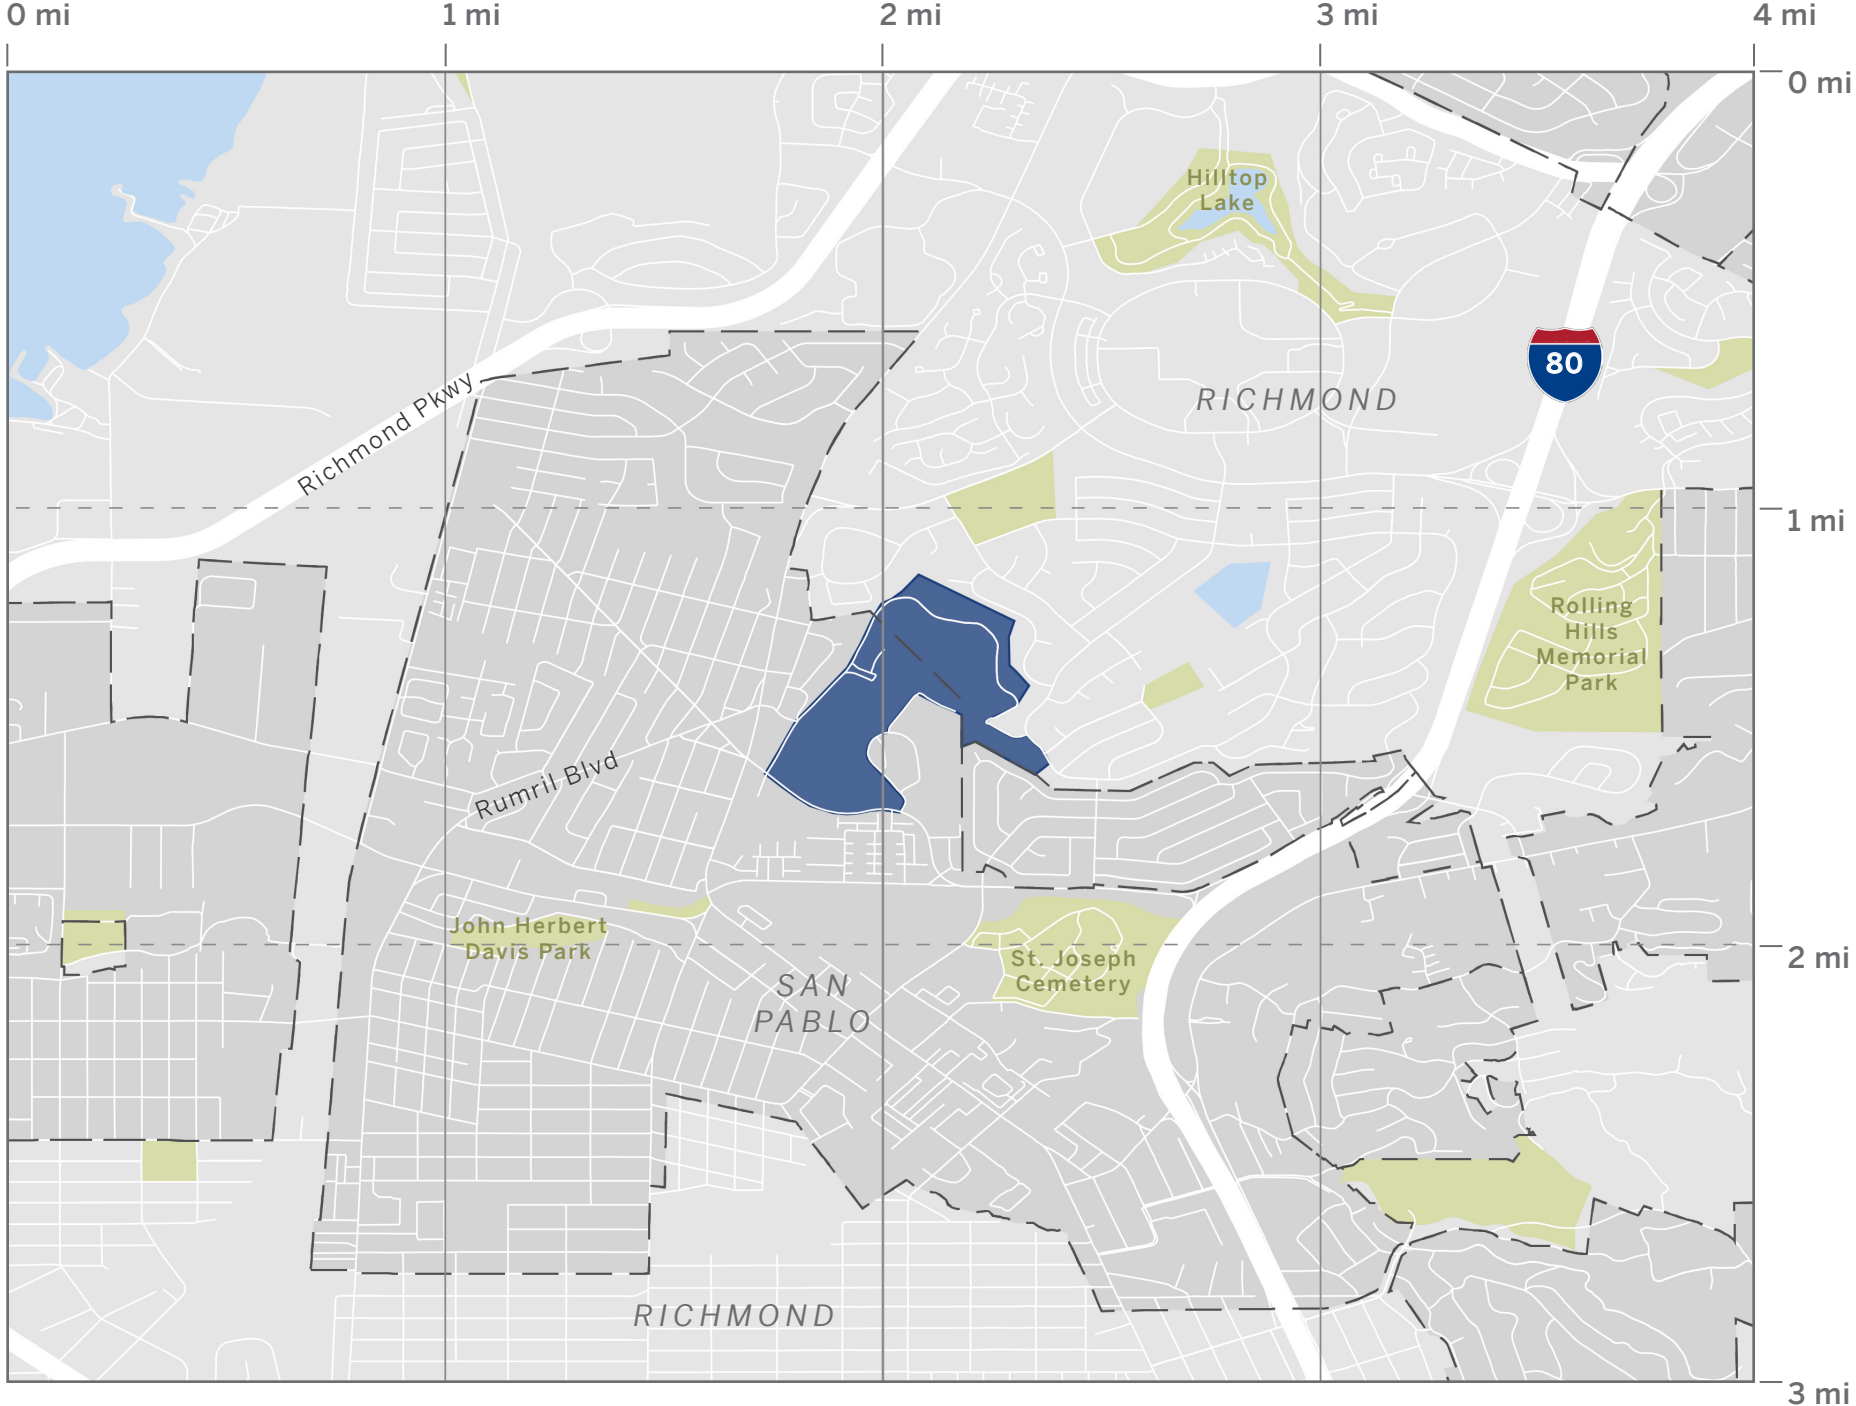 0 mi
1 mi
2 mi
3 mi
4 mi
0 mi
Hilltop
Lake
80
RICHMOND
Richmond Pkwy
1 mi
Rolling
Hills
Memorial
Park
Rumril Blvd
John Herbert
Davis Park
St. Joseph
Cemetery
2 mi
SAN
PABLO
RICHMOND
3 mi